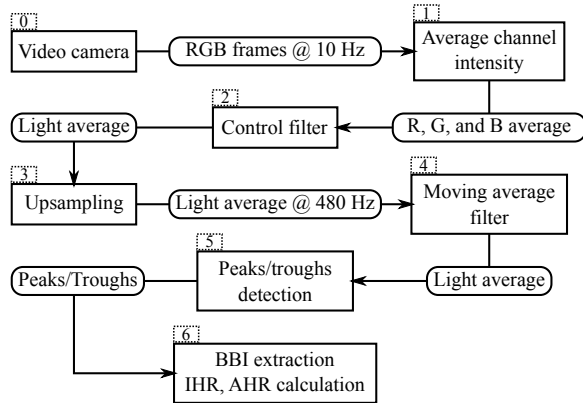 0
Video camera
RGB frames @ 10 Hz
1
Average channel
intensity
R, G, and B average
2
Control filter
Light average
3
Upsampling
Light average @ 480 Hz
4
Moving average
filter
Light average
5
Peaks/troughs
detection
Peaks/Troughs
6
BBI extraction
IHR, AHR calculation